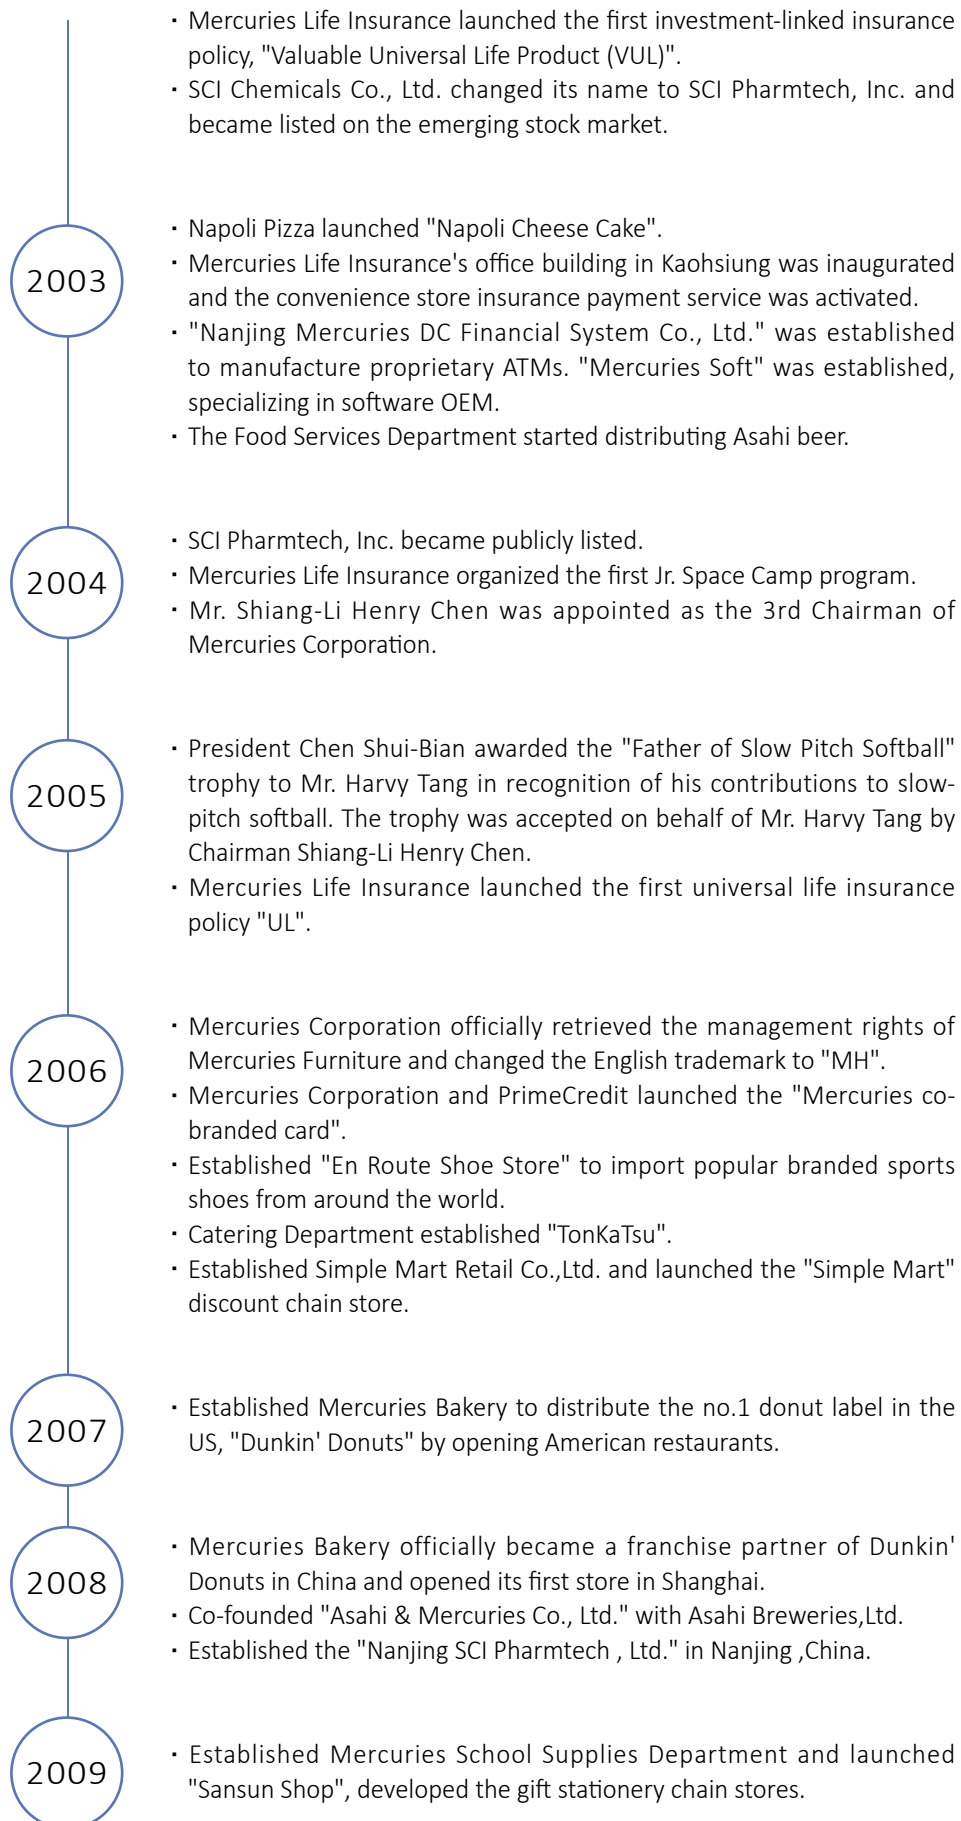 · Mercuries Life Insurance launched the first investment-linked insurance
policy, "Valuable Universal Life Product (VUL)".
· SCI Chemicals Co., Ltd. changed its name to SCI Pharmtech, Inc. and
became listed on the emerging stock market.
2003
· Napoli Pizza launched "Napoli Cheese Cake".
· Mercuries Life Insurance's office building in Kaohsiung was inaugurated
and the convenience store insurance payment service was activated.
· "Nanjing Mercuries DC Financial System Co., Ltd." was established
to manufacture proprietary ATMs. "Mercuries Soft" was established,
specializing in software OEM.
· The Food Services Department started distributing Asahi beer.
2004
· SCI Pharmtech, Inc. became publicly listed.
· Mercuries Life Insurance organized the first Jr. Space Camp program.
· Mr. Shiang-Li Henry Chen was appointed as the 3rd Chairman of
Mercuries Corporation.
2005
· President Chen Shui-Bian awarded the "Father of Slow Pitch Softball"
trophy to Mr. Harvy Tang in recognition of his contributions to slow-
pitch softball. The trophy was accepted on behalf of Mr. Harvy Tang by
Chairman Shiang-Li Henry Chen.
· Mercuries Life Insurance launched the first universal life insurance
policy "UL".
2006
· Mercuries Corporation officially retrieved the management rights of
Mercuries Furniture and changed the English trademark to "MH".
· Mercuries Corporation and PrimeCredit launched the "Mercuries co-
branded card".
· Established "En Route Shoe Store" to import popular branded sports
shoes from around the world.
· Catering Department established "TonKaTsu".
· Established Simple Mart Retail Co.,Ltd. and launched the "Simple Mart"
discount chain store.
2007
· Established Mercuries Bakery to distribute the no.1 donut label in the
US, "Dunkin' Donuts" by opening American restaurants.
2008
· Mercuries Bakery officially became a franchise partner of Dunkin'
Donuts in China and opened its first store in Shanghai.
· Co-founded "Asahi & Mercuries Co., Ltd." with Asahi Breweries,Ltd.
· Established the "Nanjing SCI Pharmtech , Ltd." in Nanjing ,China.
2009
· Established Mercuries School Supplies Department and launched
"Sansun Shop", developed the gift stationery chain stores.